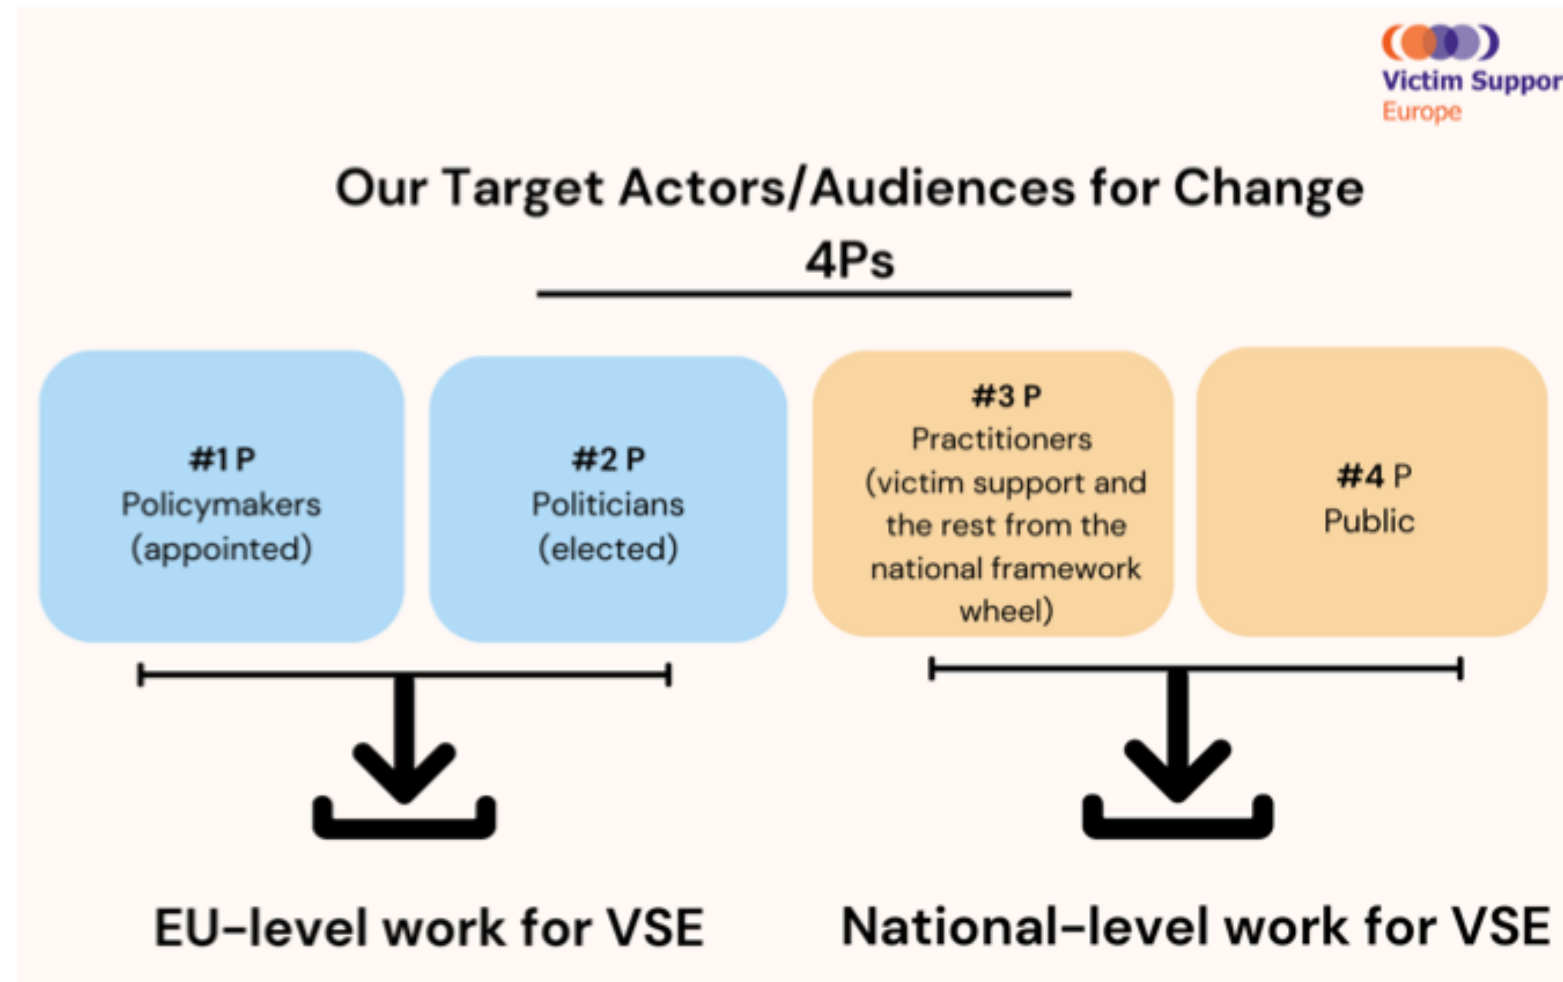 Victim Suppor
Europe
Our Target Actors/Audiences for Change
4Ps
#1 P
Policymakers
(appointed)
#2 P
Politicians
(elected)
#3 P
Practitioners
(victim support and
the rest from the
national framework
wheel)
#4 P
Public
EU-level work for VSE
National-level work for VSE